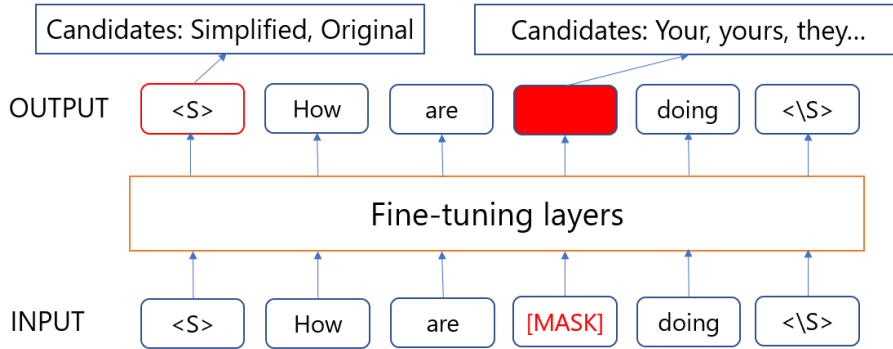 Candidates: Simplified, Original
Candidates: Your, yours, they…
OUTPUT <S> How are doing <\S>
Fine-tuning layers
INPUT <S> How are [MASK] doing <\S>